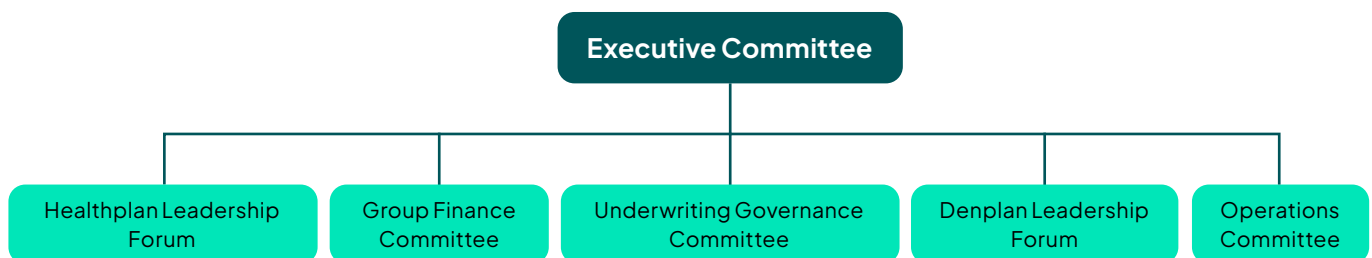 Executive Committee
Healthplan Leadership
Forum
Group Finance
Committee
Underwriting Governance
Committee
Denplan Leadership
Forum
Operations
Committee